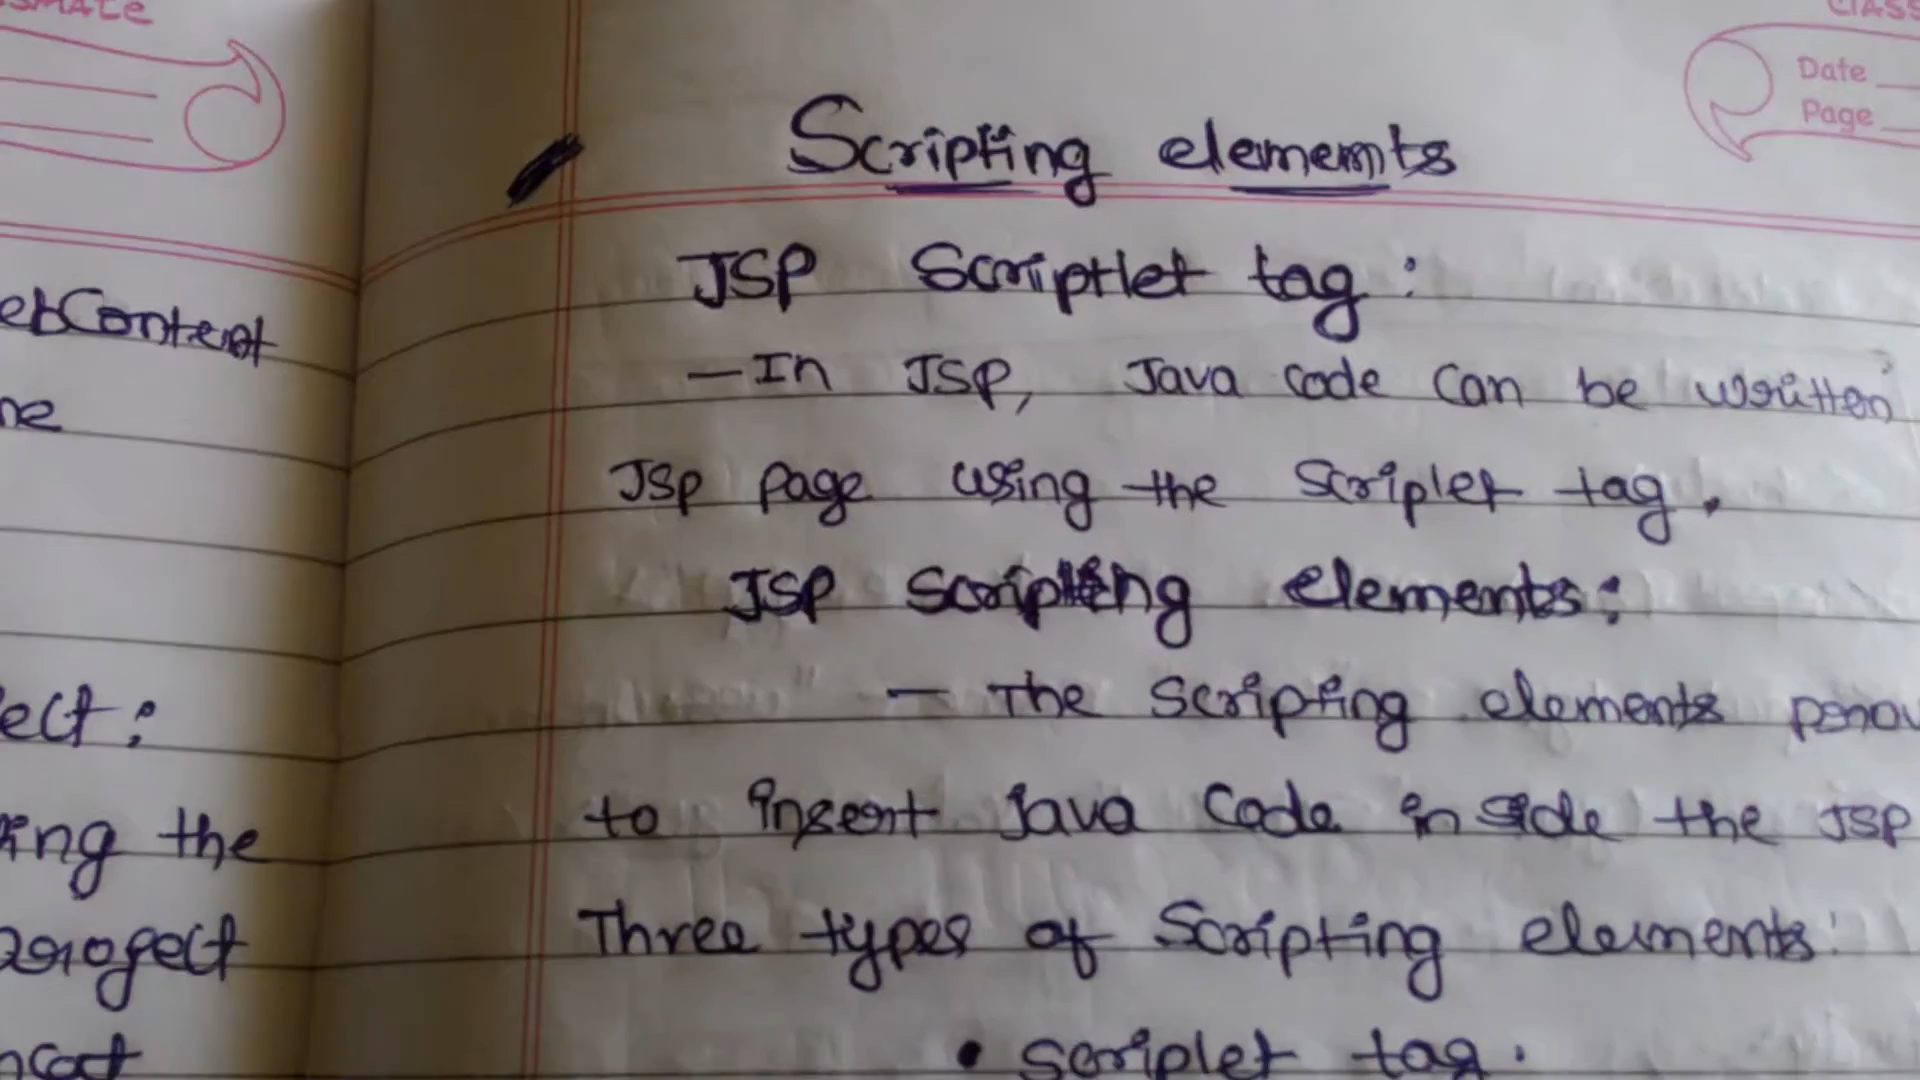 Date
Page
Scripting elements
JSP Scriptlet tag :
- In JSP, Java code can be written
JSP page using the scriplet tag.
JSP scripting elements:
- The scripting elements
to insert java code inside the JSP
Three types of scripting elements:
• scriplet tag.
etContent
ect:
ing the